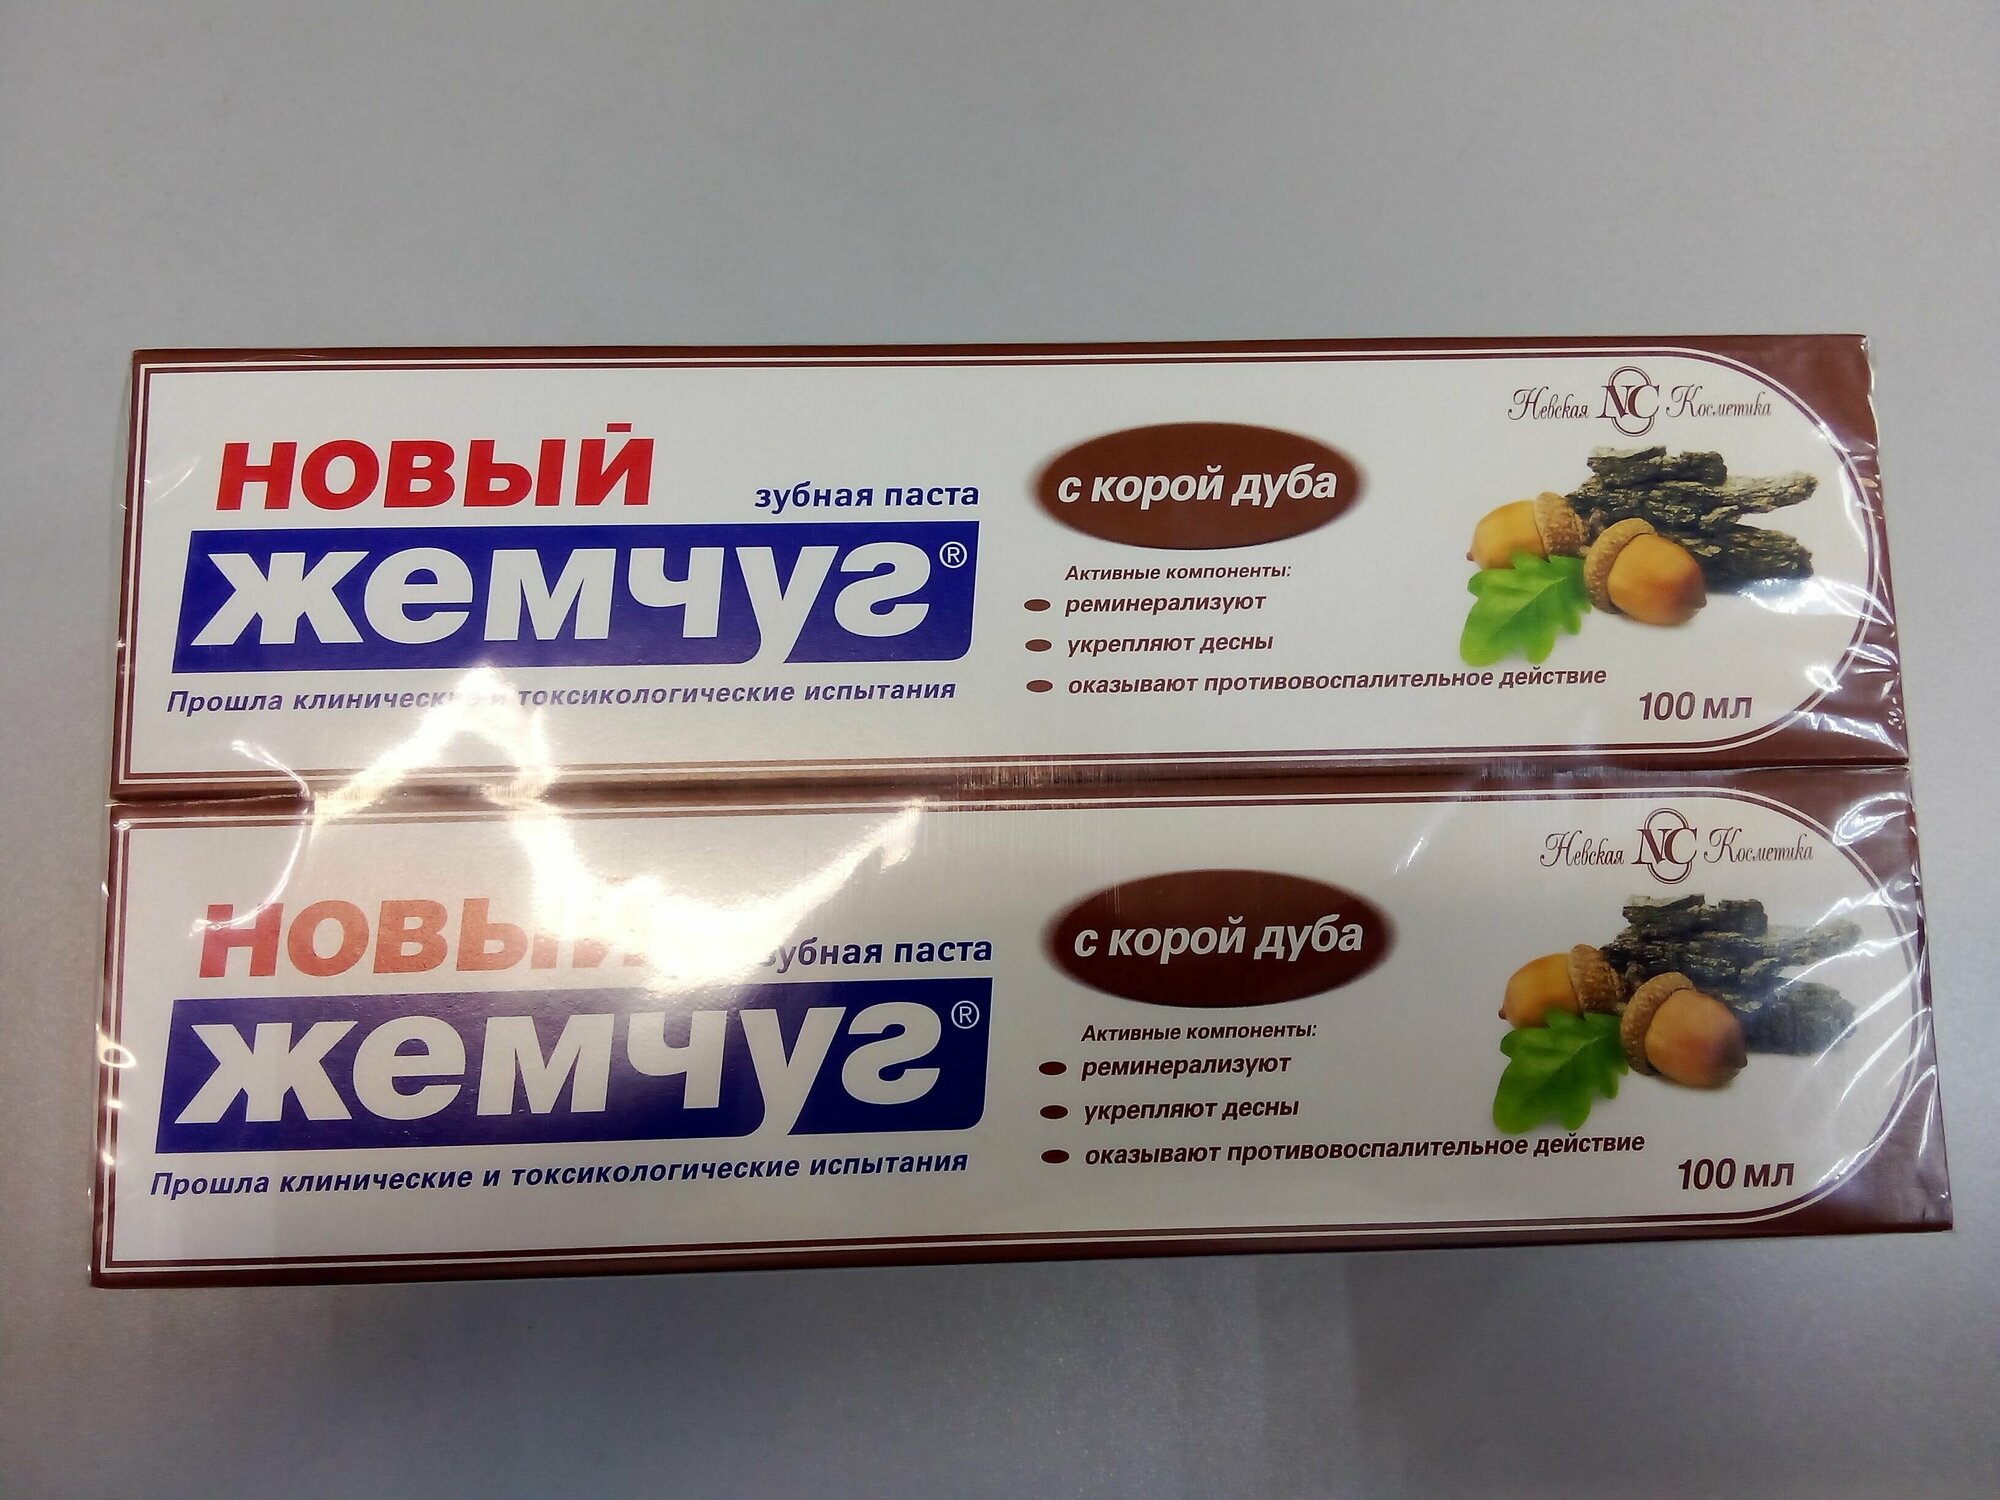 Невская NC Косметика
новый
зубная паста
жемчуг®
Прошла клинические и токсикологические испытания
с корой дуба
Активные компоненты:
реминерализуют
укрепляют десны
оказывают противовоспалительное действие
100 мл
Невская NC Косметика
новый
зубная паста
жемчуг®
Прошла клинические и токсикологические испытания
с корой дуба
Активные компоненты:
реминерализуют
укрепляют десны
оказывают противовоспалительное действие
100 мл